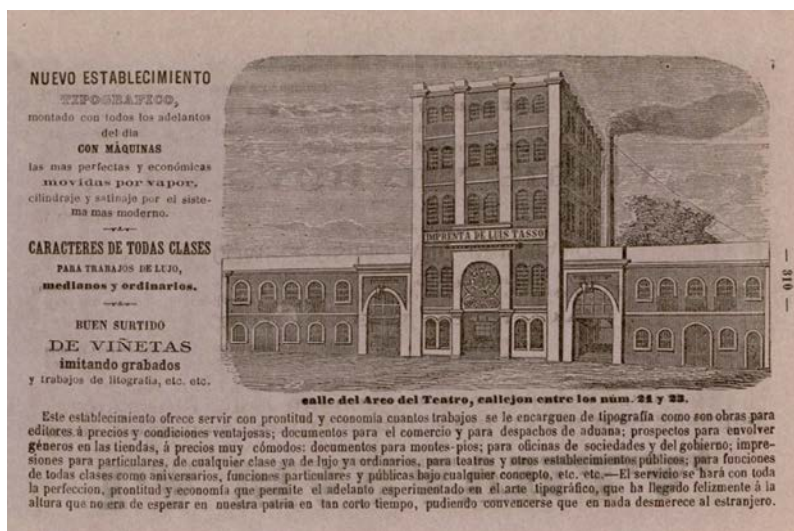 NUEVO ESTABLECIMIENTO
TIPOGRAFICO,
montado con todos los adelantos
del dia
CON MÁQUINAS
las mas perfectas y económicas
movidas por vapor,
cilindraje y satinaje por el siste-
ma mas moderno.
CARACTERES DE TODAS CLASES
PARA TRABAJOS DE LUJO,
medianos y ordinarios.
BUEN SURTIDO
DE VIÑETAS
imitando grabados
y trabajos de litografia, etc. etc.
IMPRENTA DE LUIS TASSO
— 310 —
calle del Arco del Teatro, callejon entre los núm. 21 y 23.
Este establecimiento ofrece servir con prontitud y economía cuantos trabajos se le encarguen de tipografía como son obras para
editores á precios y condiciones ventajosas; documentos para el comercio y para despachos de aduana; prospectos para envolver
géneros en las tiendas, á precios muy cómodos: documentos para montes-pios; para oficinas de sociedades y del gobierno; impre-
siones para particulares, de cualquier clase ya de lujo ya ordinarios, para teatros y otros establecimientos públicos; para funciones
de todas clases como aniversarios, funciones particulares y públicas bajo cualquier concepto, etc. etc.—El servicio se hará con toda
la perfeccion, prontitud y economía que permite el adelanto esperimentado en el arte tipográfico, que ha llegado felizmente á la
altura que no era de esperar en nuestra patria en tan corto tiempo, pudiendo convencerse que en nada desmerece al estranjero.